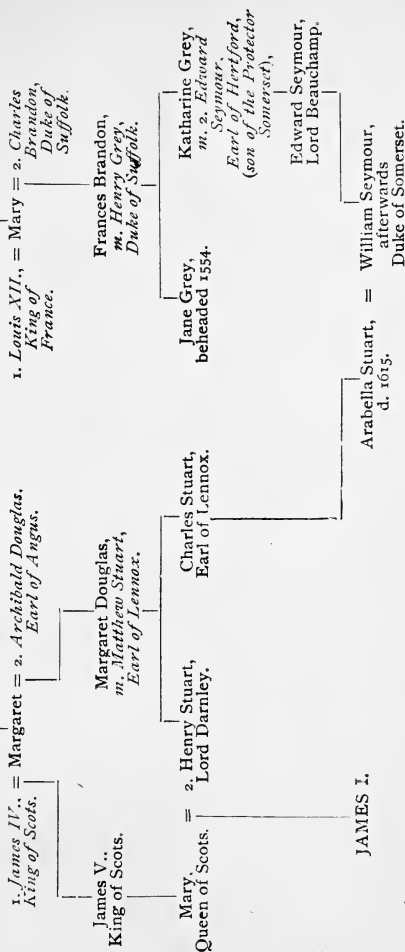 1. James IV.. = Margaret = 2. Archibald Douglas.
King of Scots.
Earl of Angus.
1. Louis XII., = Mary = 2. Charles
King of
France.
Brandon,
Duke of
Suffolk.
James V..
King of Scots.
Margaret Douglas,
m. Matthew Stuart,
Earl of Lennox.
Frances Brandon,
m. Henry Grey,
Duke of Suffolk.
Mary.
Queen of Scots.
= 2. Henry Stuart,
Lord Darnley.
Charles Stuart,
Earl of Lennox.
Jane Grey,
beheaded 1554.
Katharine Grey,
m. 2. Edward
Seymour,
Earl of Hertford,
(son of the Protector
Somerset),
Edward Seymour,
Lord Beauchamp.
JAMES I.
Arabella Stuart,
d. 1615.
= William Seymour,
afterwards
Duke of Somerset.